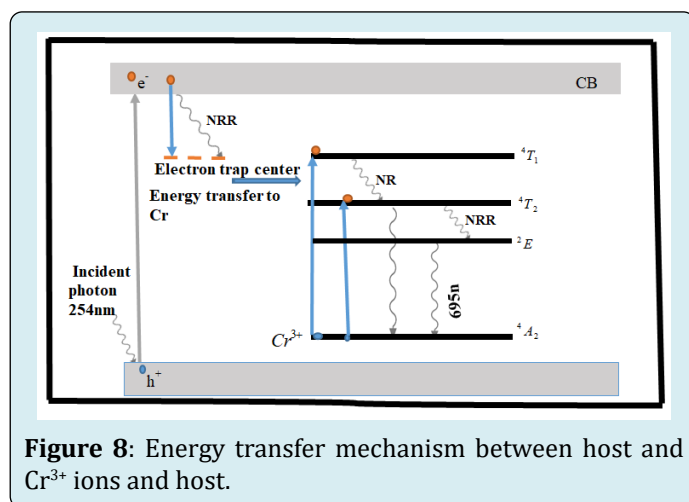 e⁻
CB
NRR
Electron trap center
Energy transfer to
Cr
⁴T₁
NR
⁴T₂
NRR
²E
695n
Incident
photon
254nm
Cr³⁺
⁴A₂
h⁺
Figure 8: Energy transfer mechanism between host and
Cr³⁺ ions and host.